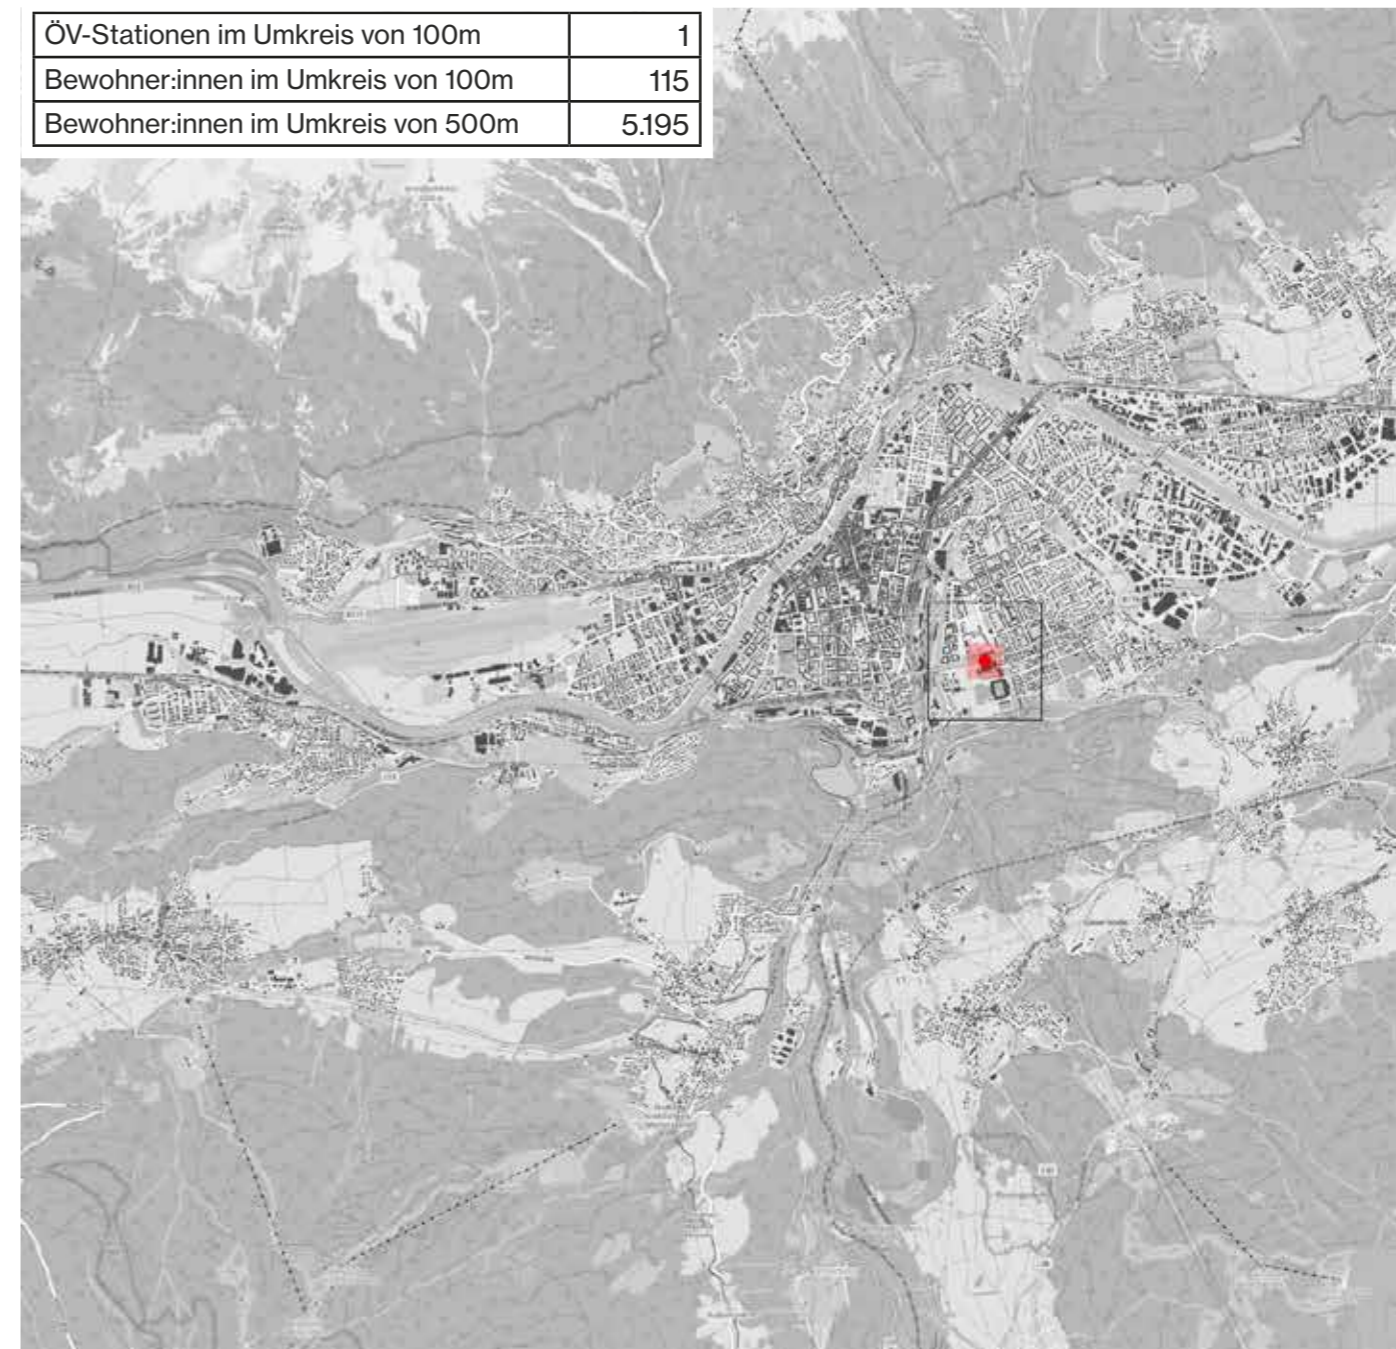 ÖV-Stationen im Umkreis von 100m 1
Bewohner:innen im Umkreis von 100m 115
Bewohner:innen im Umkreis von 500m 5.195